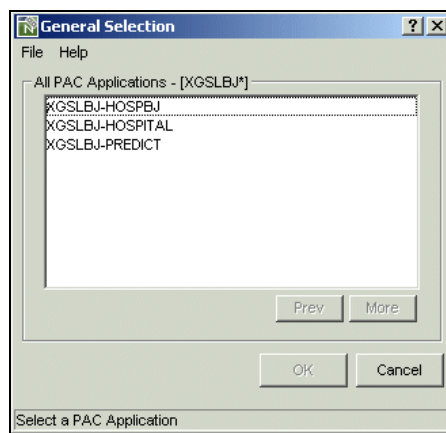 General Selection
File Help
All PAC Applications - [XGSLBJ*]
XGSLBJ-HOSPBJ
XGSLBJ-HOSPITAL
XGSLBJ-PREDICT
Prev More
OK Cancel
Select a PAC Application